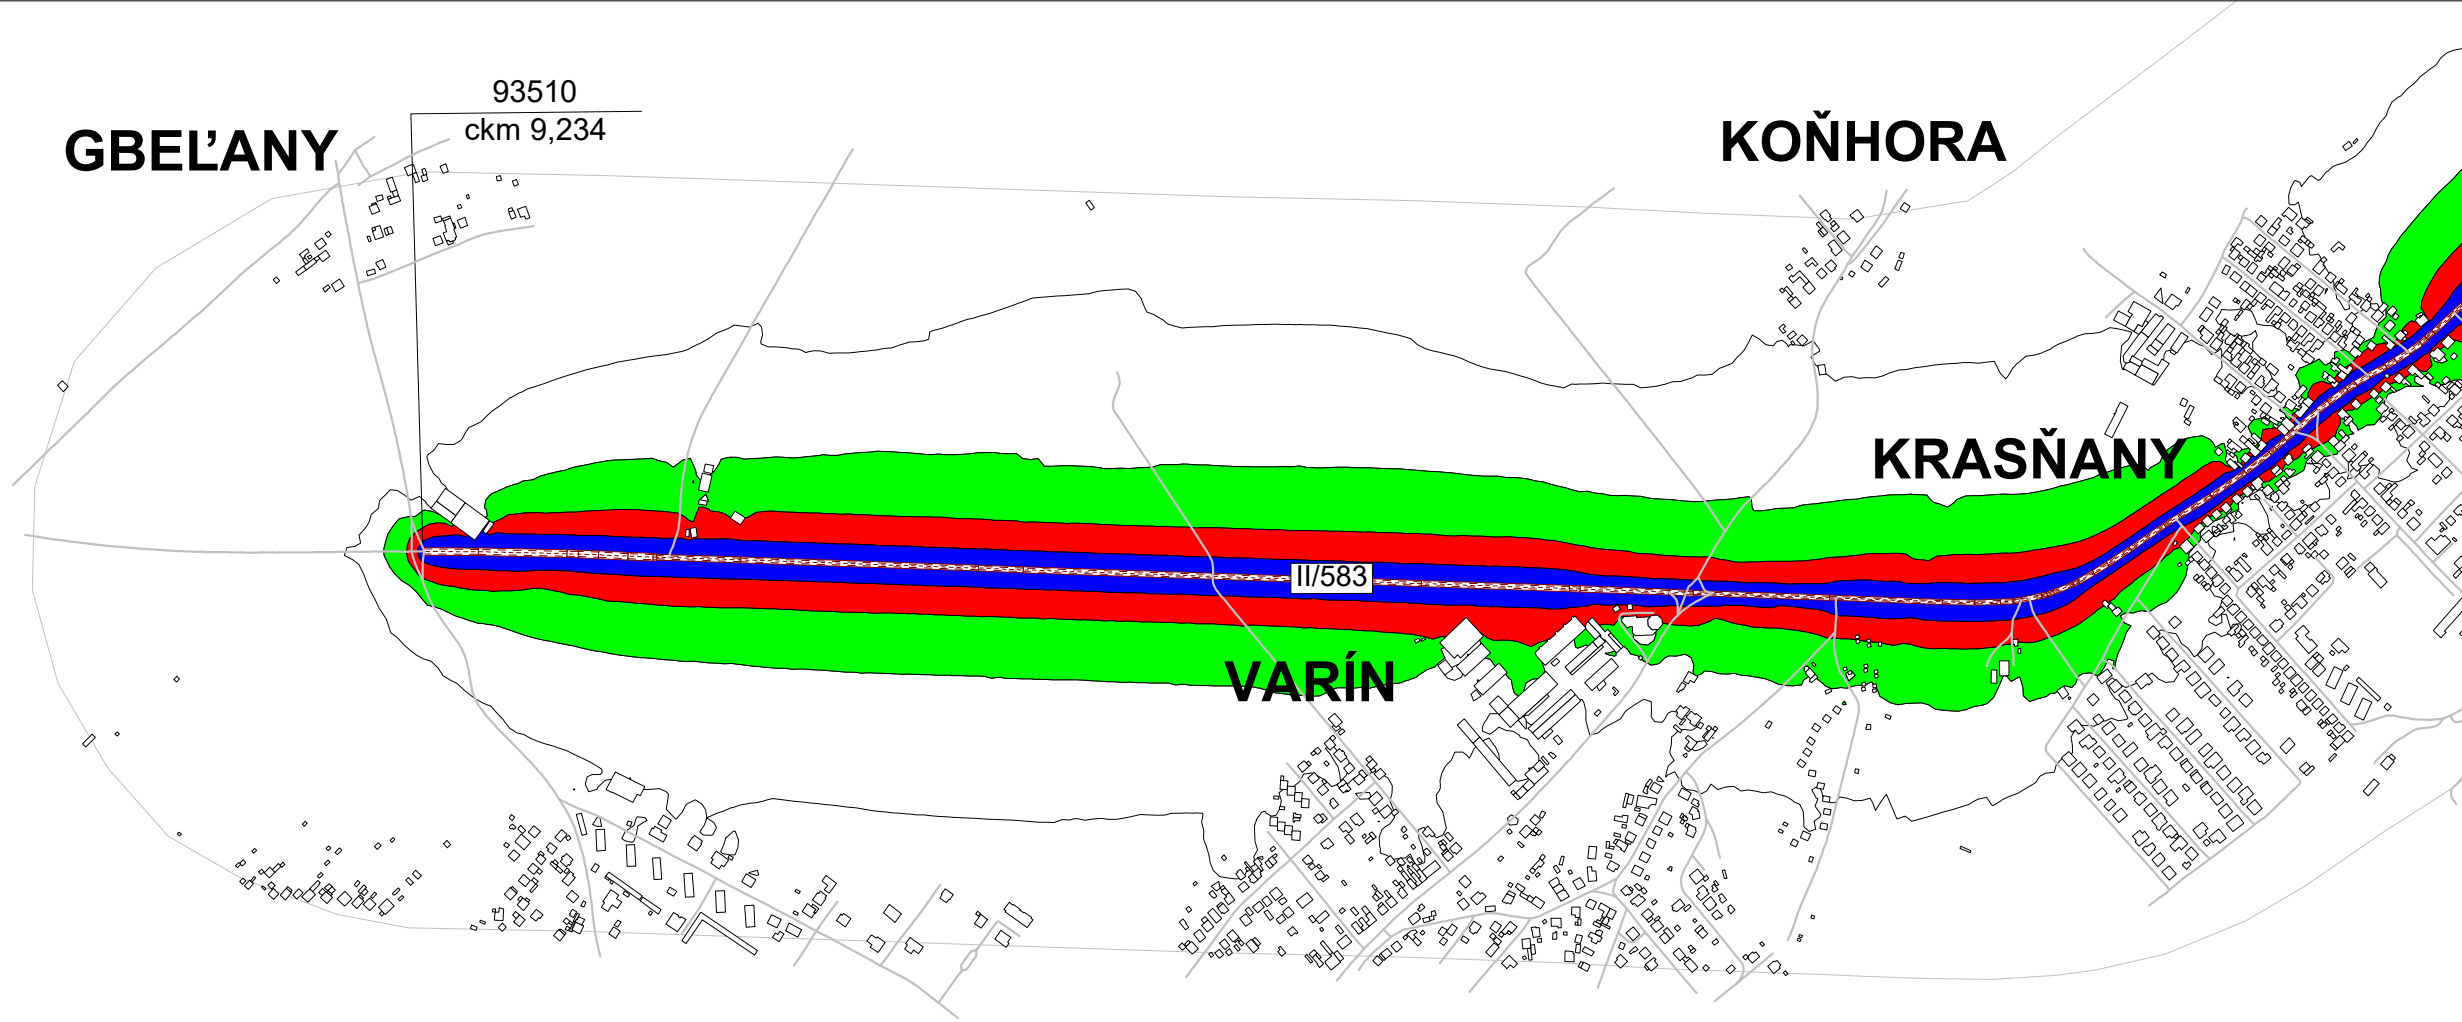 93510
ckm 9,234
GBEĽANY
KOŇHORA
KRASŇANY
II/583
VARÍN